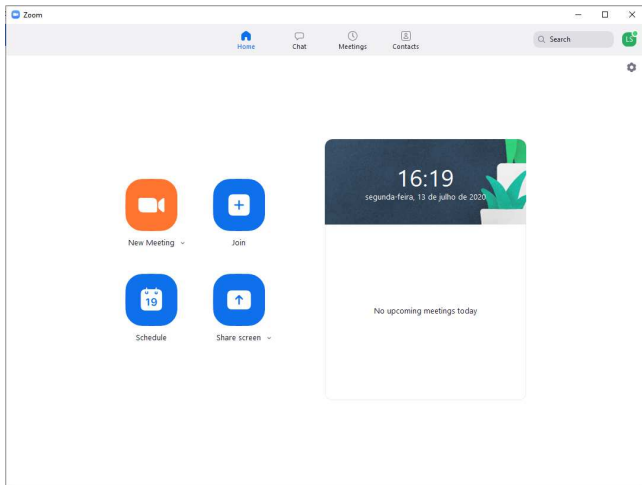 Zoom
Home
Chat
Meetings
Contacts
Search
LS
16:19
segunda-feira, 13 de julho de 2020
New Meeting
Join
19
Schedule
Share screen
No upcoming meetings today